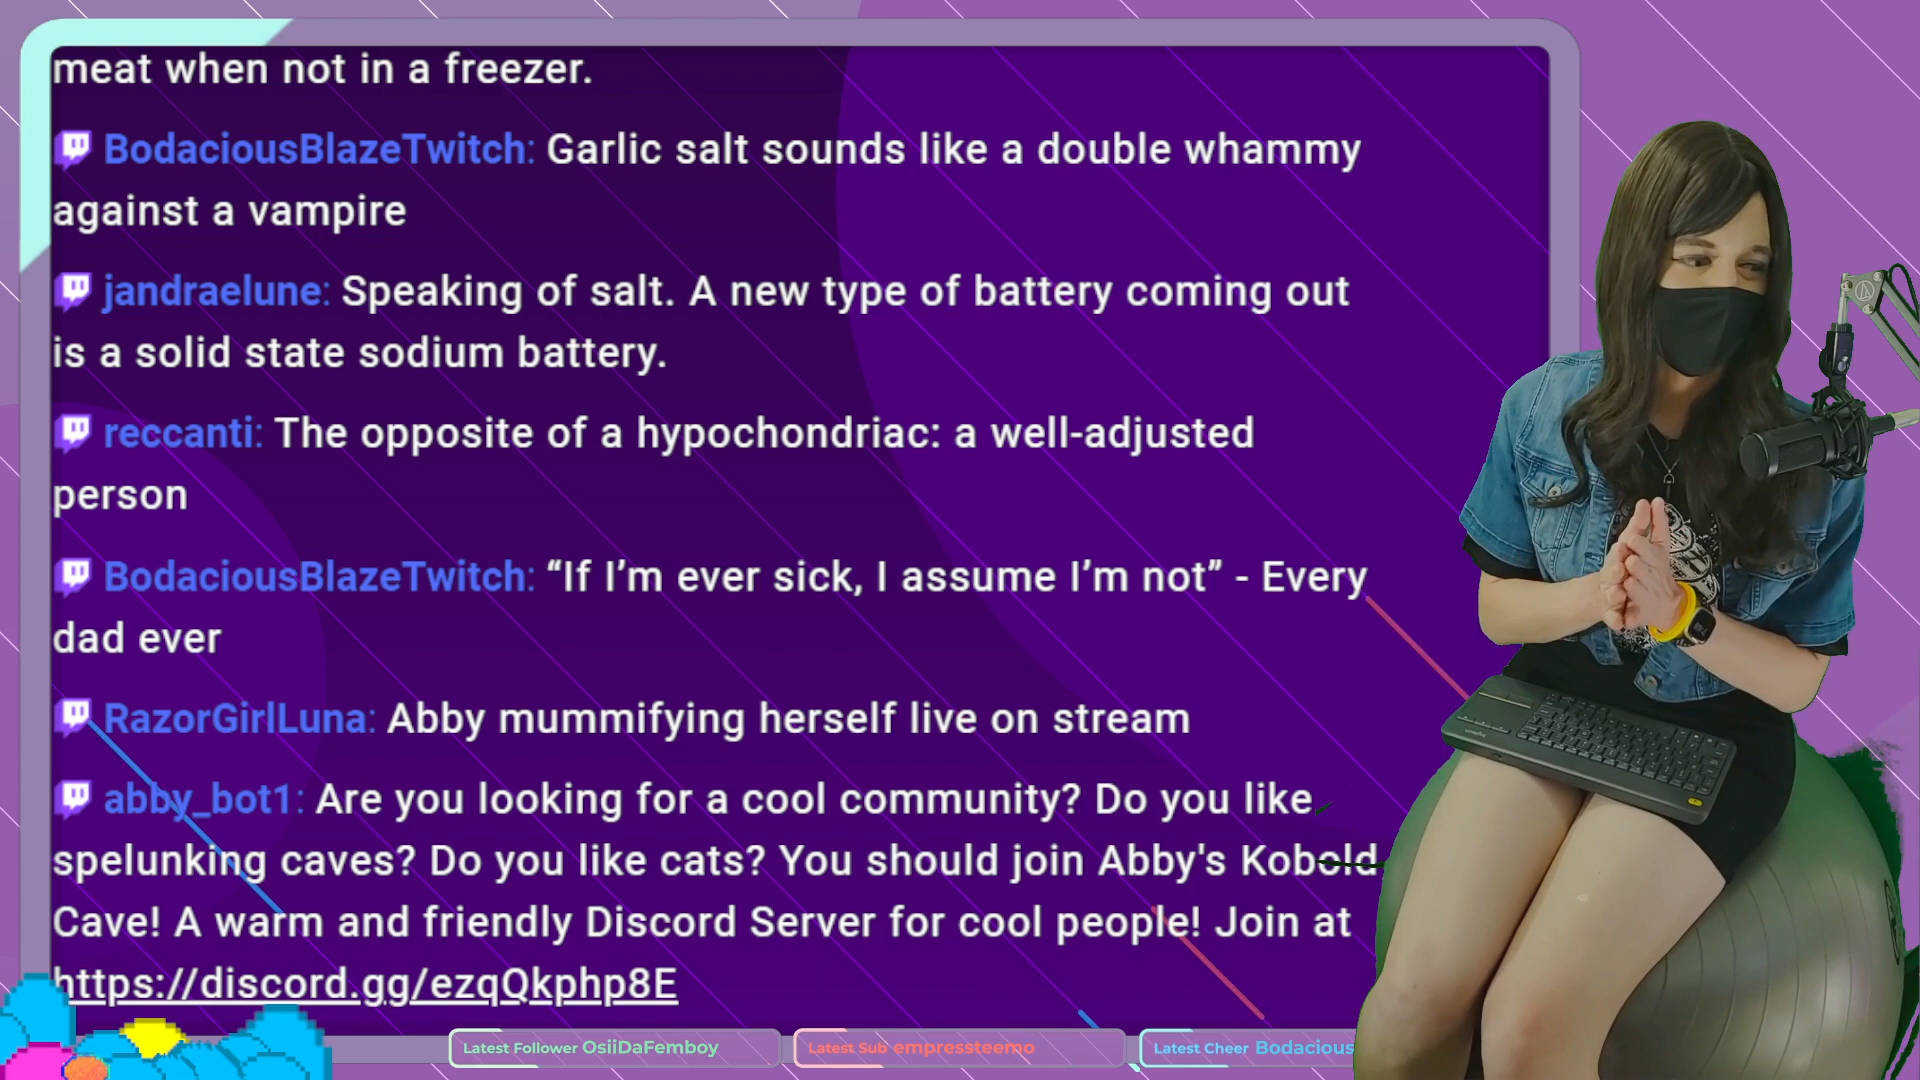 meat when not in a freezer.
BodaciousBlazeTwitch: Garlic salt sounds like a double whammy
against a vampire
jandraelune: Speaking of salt. A new type of battery coming out
is a solid state sodium battery.
reccanti: The opposite of a hypochondriac: a well-adjusted
person
BodaciousBlazeTwitch: “If I’m ever sick, I assume I’m not” - Every
dad ever
RazorGirlLuna: Abby mummifying herself live on stream
abby_bot1: Are you looking for a cool community? Do you like
spelunking caves? Do you like cats? You should join Abby's Kobold
Cave! A warm and friendly Discord Server for cool people! Join at
https://discord.gg/ezqQkphp8E
Latest Follower OsiiDaFemboy
Latest Sub empressteemo
Latest Cheer Bodacious